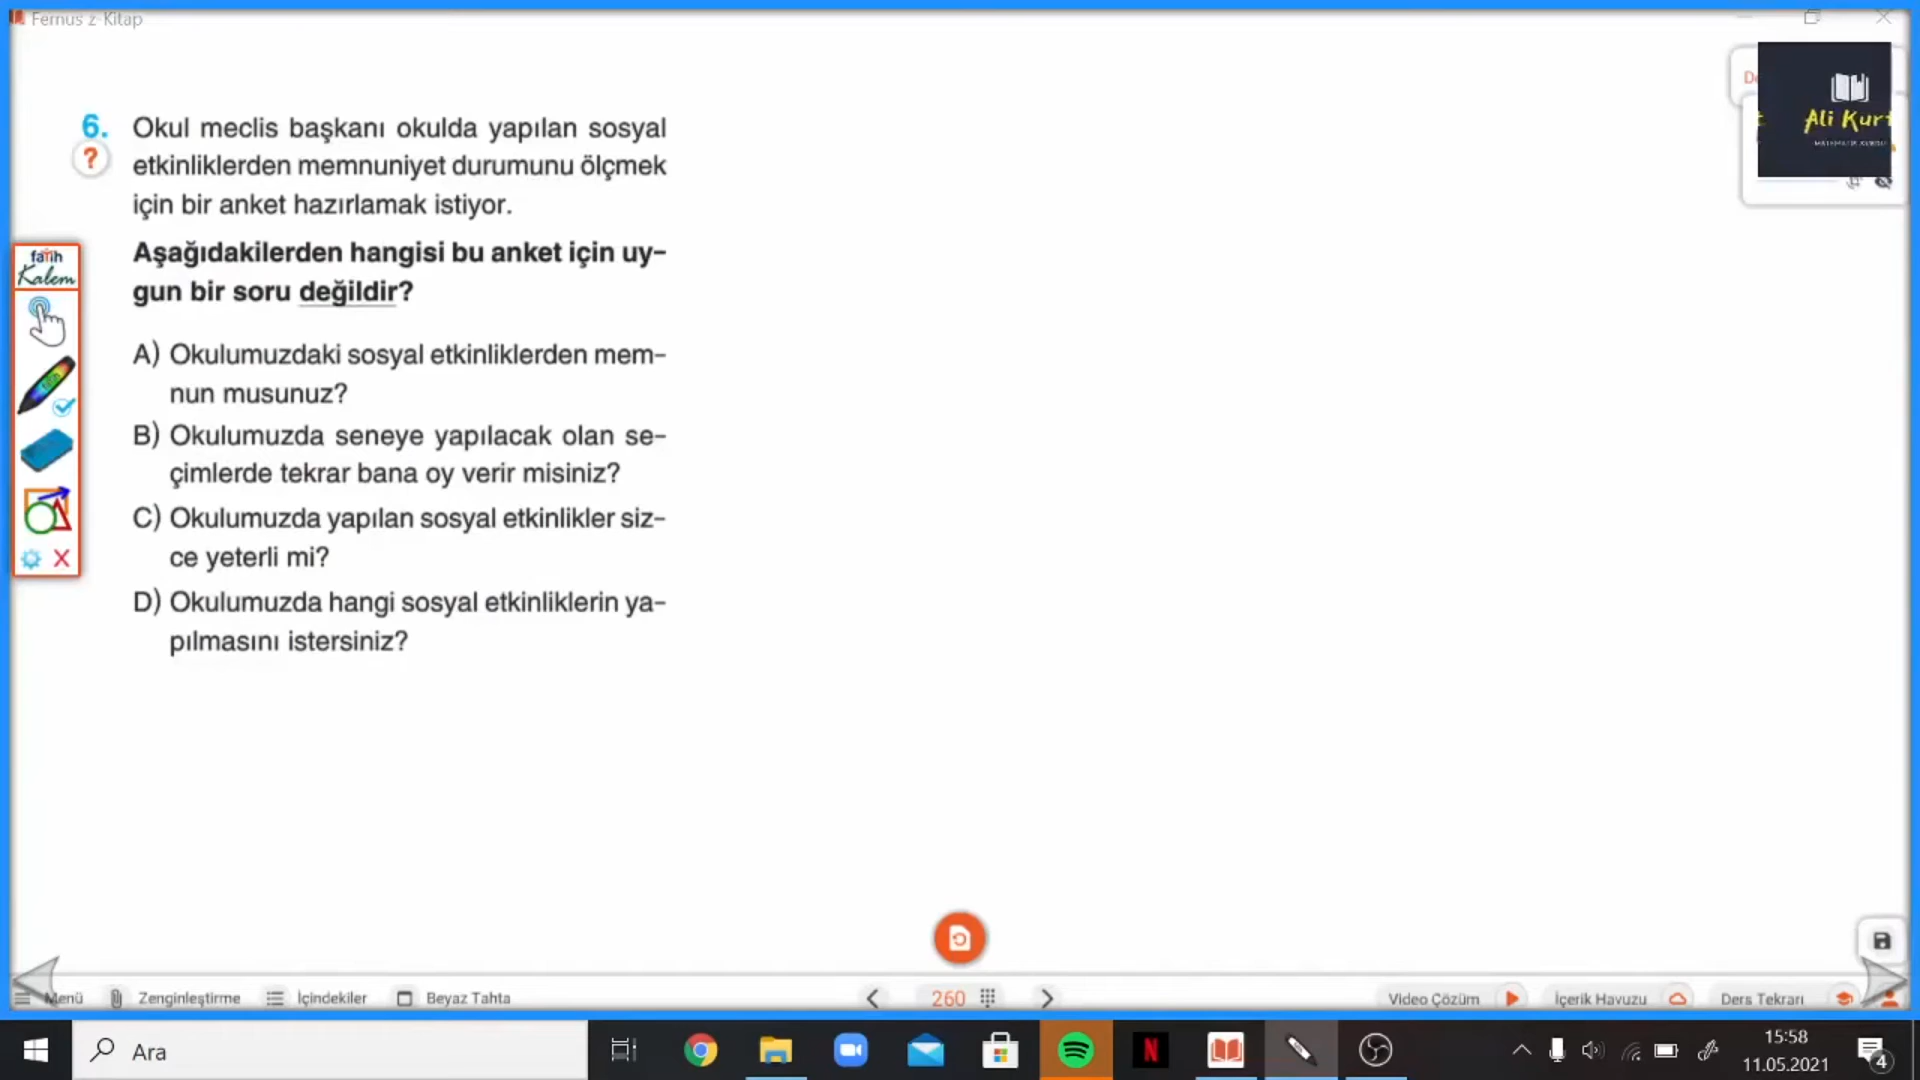 Fernus z-Kitap
Ali Kurt
6. Okul meclis başkanı okulda yapılan sosyal
? etkinliklerden memnuniyet durumunu ölçmek
için bir anket hazırlamak istiyor.
Aşağıdakilerden hangisi bu anket için uy-
gun bir soru değildir?
A) Okulumuzdaki sosyal etkinliklerden mem-
nun musunuz?
B) Okulumuzda seneye yapılacak olan se-
çimlerde tekrar bana oy verir misiniz?
C) Okulumuzda yapılan sosyal etkinlikler siz-
ce yeterli mi?
D) Okulumuzda hangi sosyal etkinliklerin ya-
pılmasını istersiniz?
fatih
Kalem
Menü Zenginleştirme İçindekiler Beyaz Tahta 260 Video Çözüm İçerik Havuzu Ders Tekrarı
Ara
N
15:58
11.05.2021
4